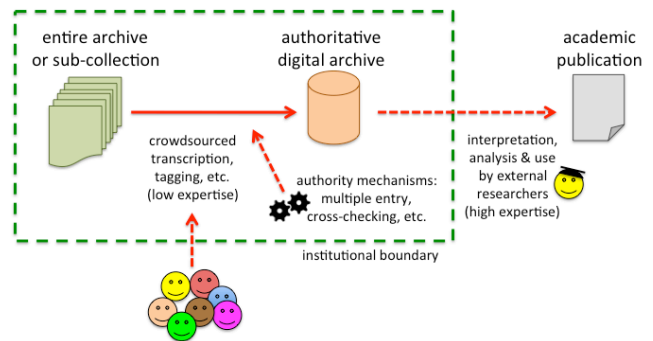 entire archive
or sub-collection
authoritative
digital archive
academic
publication
crowdsourced
transcription,
tagging, etc.
(low expertise)
authority mechanisms:
multiple entry,
cross-checking, etc.
interpretation,
analysis & use
by external
researchers
(high expertise)
institutional boundary